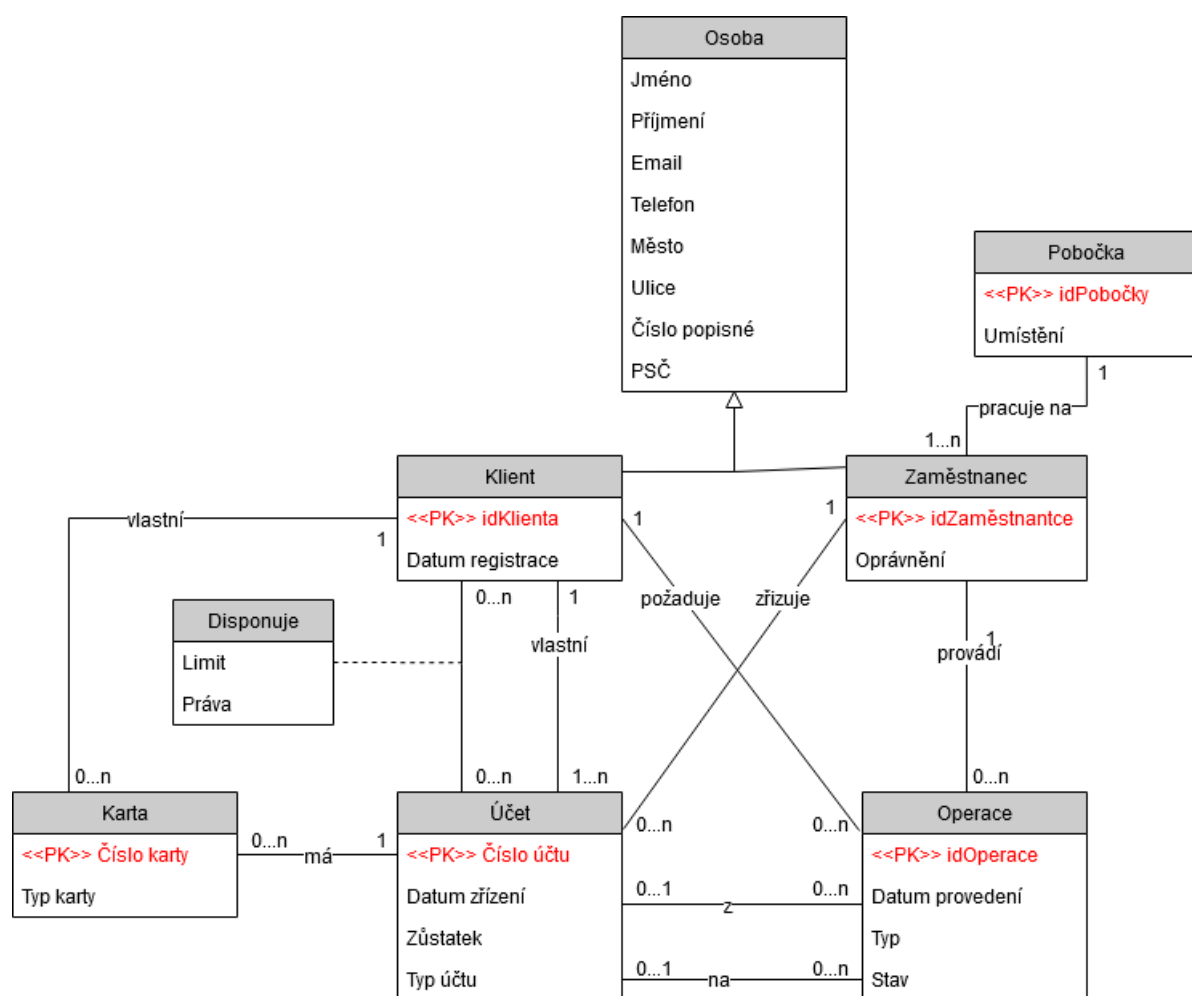 Osoba
Jméno
Příjmení
Email
Telefon
Město
Ulice
Číslo popisné
PSČ
Pobočka
<<PK>> idPobočky
Umístění
1
pracuje na
1...n
Klient
<<PK>> idKlienta
Datum registrace
Zaměstnanec
<<PK>> idZaměstnantce
Oprávnění
vlastní
1
1
1
0...n
1
požaduje
zřizuje
vlastní
1
provádí
Disponuje
Limit
Práva
0...n
0...n
1...n
0...n
Karta
<<PK>> Číslo karty
Typ karty
0...n
má
1
Účet
<<PK>> Číslo účtu
Datum zřízení
Zůstatek
Typ účtu
0...n
0...n
0...1
z
0...n
0...1
na
0...n
Operace
<<PK>> idOperace
Datum provedení
Typ
Stav